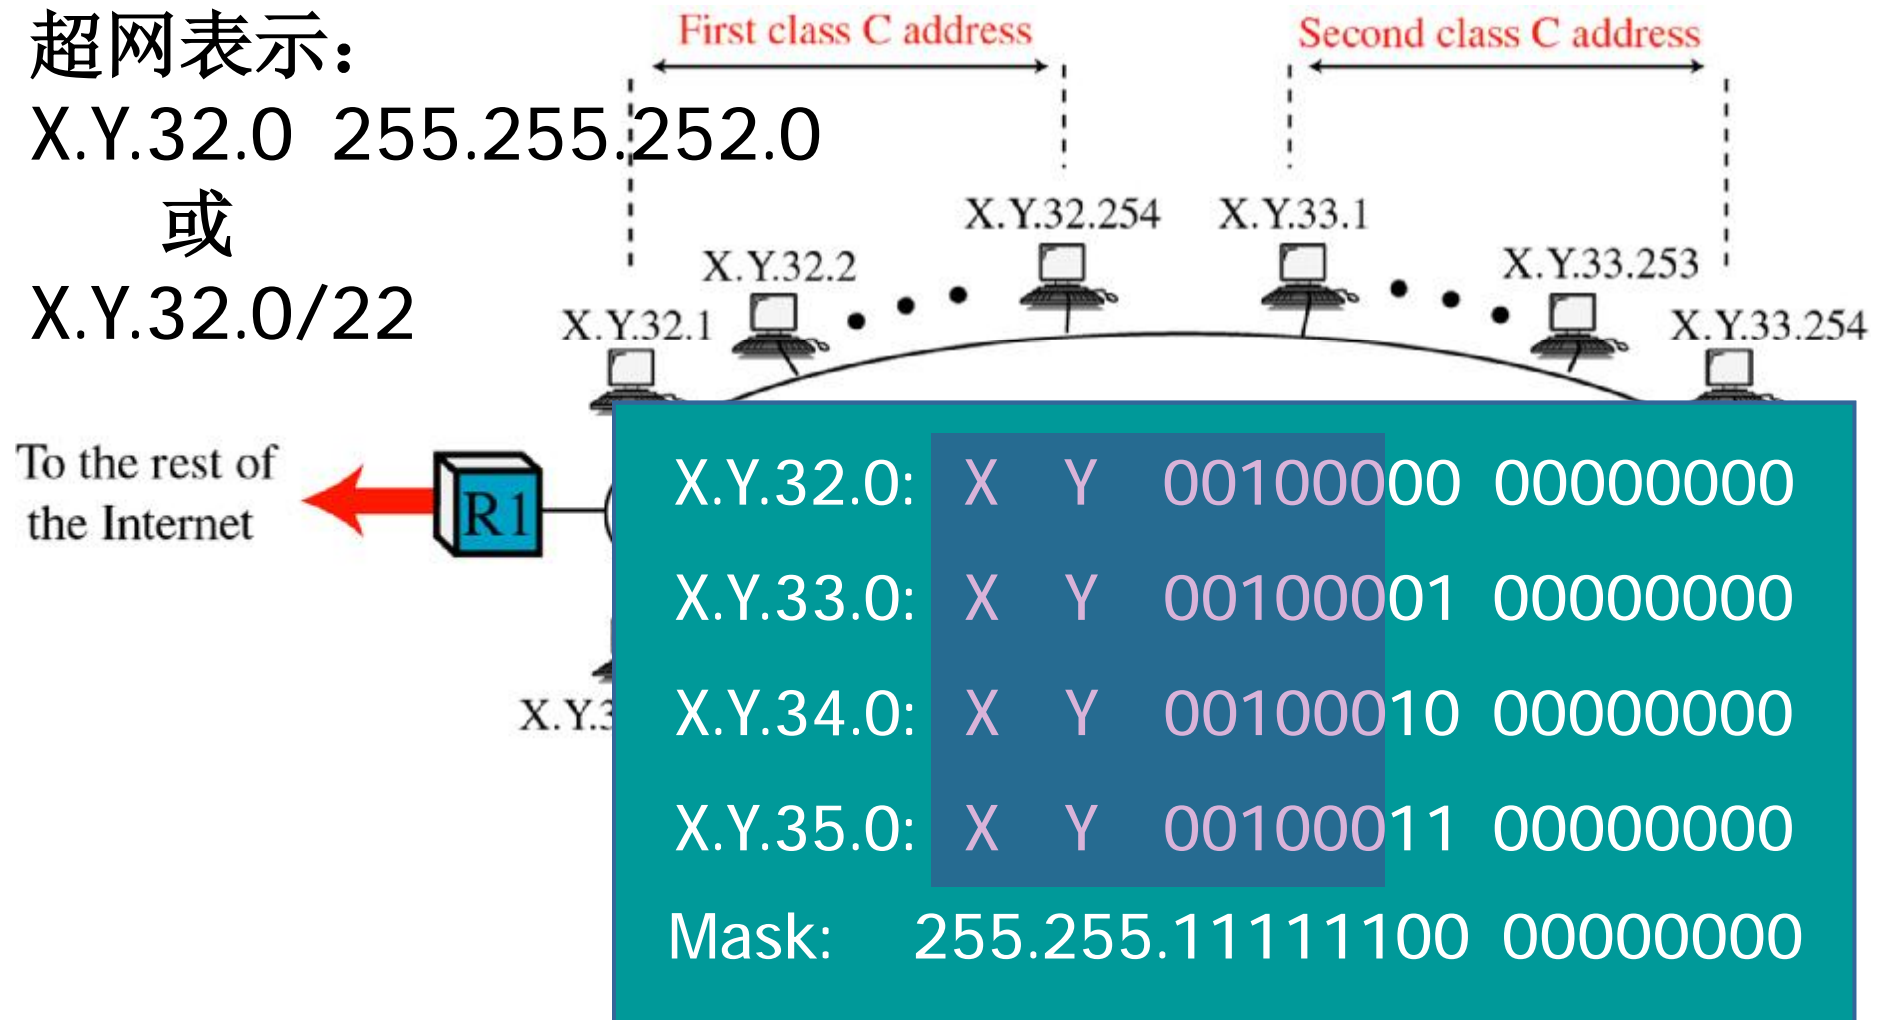 超网表示：
X.Y.32.0 255.255.252.0
或
X.Y.32.0/22
First class C address
Second class C address
X.Y.32.254
X.Y.33.1
X.Y.32.2
X.Y.33.253
X.Y.32.1
X.Y.33.254
To the rest of
the Internet
R1
X.Y.3
X.Y.32.0: X Y 00100000 00000000
X.Y.33.0: X Y 00100001 00000000
X.Y.34.0: X Y 00100010 00000000
X.Y.35.0: X Y 00100011 00000000
Mask: 255.255.11111100 00000000